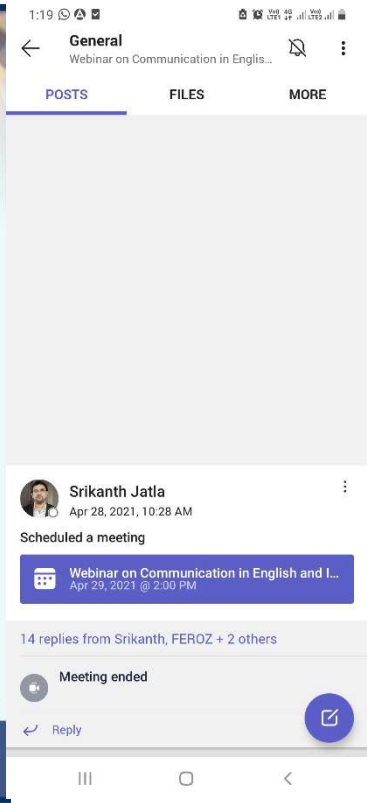 1:19
General
Webinar on Communication in Englis...
POSTS FILES MORE
Srikanth Jatla
Apr 28, 2021, 10:28 AM
Scheduled a meeting
Webinar on Communication in English and I...
Apr 29, 2021 @ 2:00 PM
14 replies from Srikanth, FEROZ + 2 others
Meeting ended
Reply